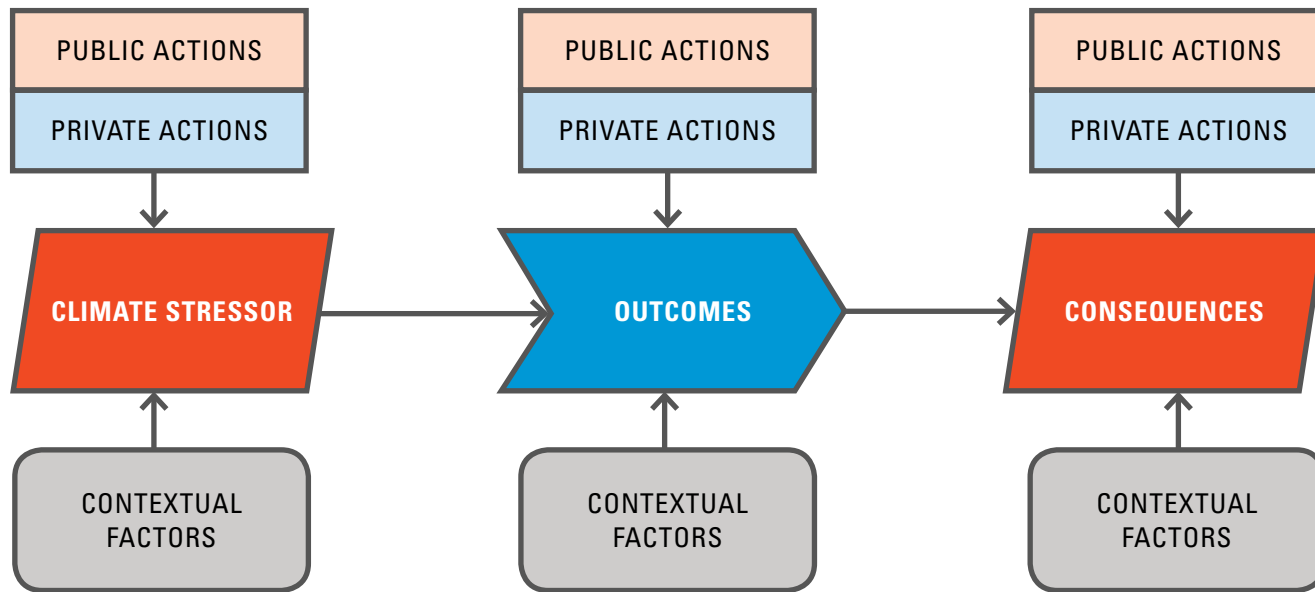 PUBLIC ACTIONS
PRIVATE ACTIONS
PUBLIC ACTIONS
PRIVATE ACTIONS
PUBLIC ACTIONS
PRIVATE ACTIONS
CLIMATE STRESSOR
OUTCOMES
CONSEQUENCES
CONTEXTUAL
FACTORS
CONTEXTUAL
FACTORS
CONTEXTUAL
FACTORS